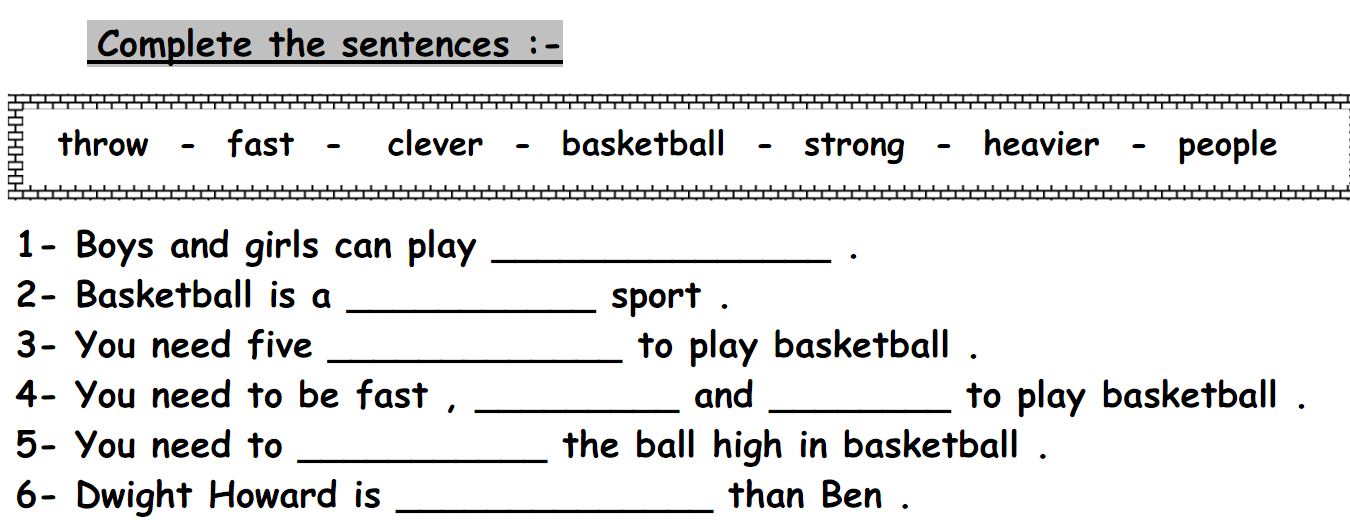 Complete the sentences :-
throw - fast - clever - basketball - strong - heavier - people
1- Boys and girls can play _______________ .
2- Basketball is a ___________ sport .
3- You need five _____________ to play basketball .
4- You need to be fast , _________ and ________ to play basketball .
5- You need to ___________ the ball high in basketball .
6- Dwight Howard is ______________ than Ben .